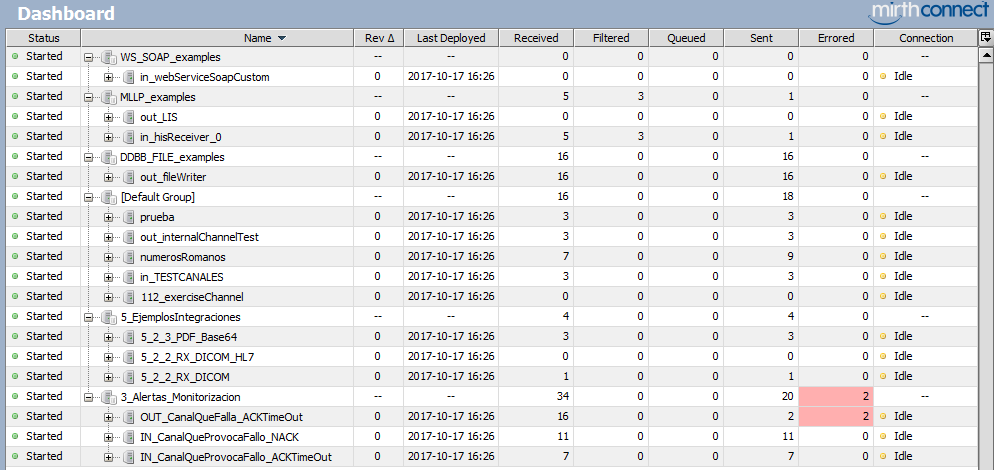 Dashboard
mirthconnect
Status Name Rev Δ Last Deployed Received Filtered Queued Sent Errored Connection
Started WS_SOAP_examples -- -- 0 0 0 0 0 --
Started in_webServiceSoapCustom 0 2017-10-17 16:26 0 0 0 0 0 Idle
Started MLLP_examples -- -- 5 3 0 1 0 --
Started out_LIS 0 2017-10-17 16:26 0 0 0 0 0 Idle
Started in_hisReceiver_0 0 2017-10-17 16:26 5 3 0 1 0 Idle
Started DDBB_FILE_examples -- -- 16 0 0 16 0 --
Started out_fileWriter 0 2017-10-17 16:26 16 0 0 16 0 Idle
Started [Default Group] -- -- 16 0 0 18 0 --
Started prueba 0 2017-10-17 16:26 3 0 0 3 0 Idle
Started out_internalChannelTest 0 2017-10-17 16:26 3 0 0 3 0 Idle
Started numerosRomanos 0 2017-10-17 16:26 7 0 0 9 0 Idle
Started in_TESTCANALES 0 2017-10-17 16:26 3 0 0 3 0 Idle
Started 112_exerciseChannel 0 2017-10-17 16:26 0 0 0 0 0 Idle
Started 5_EjemplosIntegraciones -- -- 4 0 0 4 0 --
Started 5_2_3_PDF_Base64 0 2017-10-17 16:26 3 0 0 3 0 Idle
Started 5_2_2_RX_DICOM_HL7 0 2017-10-17 16:26 0 0 0 0 0 Idle
Started 5_2_2_RX_DICOM 0 2017-10-17 16:26 1 0 0 1 0 Idle
Started 3_Alertas_Monitorizacion -- -- 34 0 0 20 2 --
Started OUT_CanalQueFalla_ACKTimeOut 0 2017-10-17 16:26 16 0 0 2 2 Idle
Started IN_CanalQueProvocaFallo_NACK 0 2017-10-17 16:26 11 0 0 11 0 Idle
Started IN_CanalQueProvocaFallo_ACKTimeOut 0 2017-10-17 16:26 7 0 0 7 0 Idle